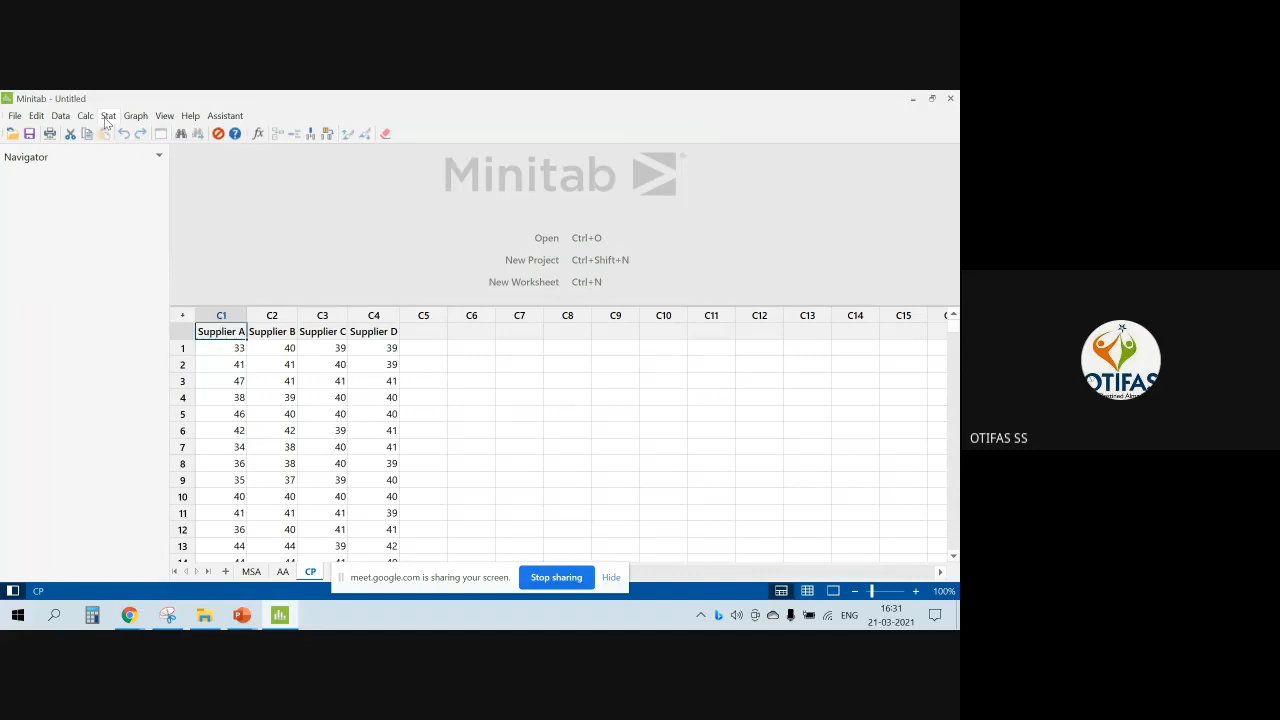 Minitab - Untitled
File Edit Data Calc Stat Graph View Help Assistant
Navigator
Minitab
Open Ctrl+O
New Project Ctrl+Shift+N
New Worksheet Ctrl+N
+ C1 C2 C3 C4 C5 C6 C7 C8 C9 C10 C11 C12 C13 C14 C15
Supplier A Supplier B Supplier C Supplier D
1 33 40 39 39
2 41 41 40 39
3 47 41 41 41
4 38 39 40 40
5 46 40 40 40
6 42 42 39 41
7 34 38 40 41
8 36 38 40 39
9 35 37 39 40
10 40 40 40 40
11 41 41 41 39
12 36 40 41 41
13 44 44 39 42
MSA AA CP
meet.google.com is sharing your screen. Stop sharing Hide
CP
100%
ENG
16:31
21-03-2021
OTIFAS
OTIFAS SS